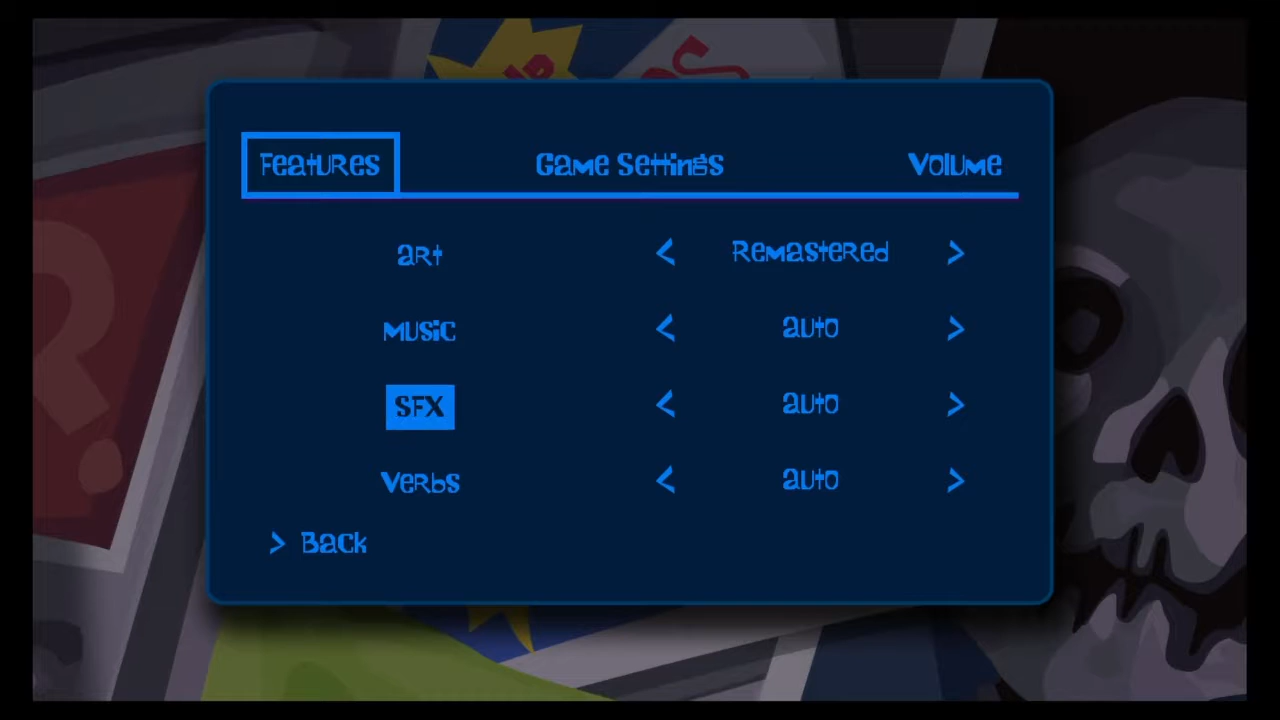 Features Game Settings Volume
Art < Remastered >
Music < Auto >
SFX < Auto >
Verbs < Auto >
> Back